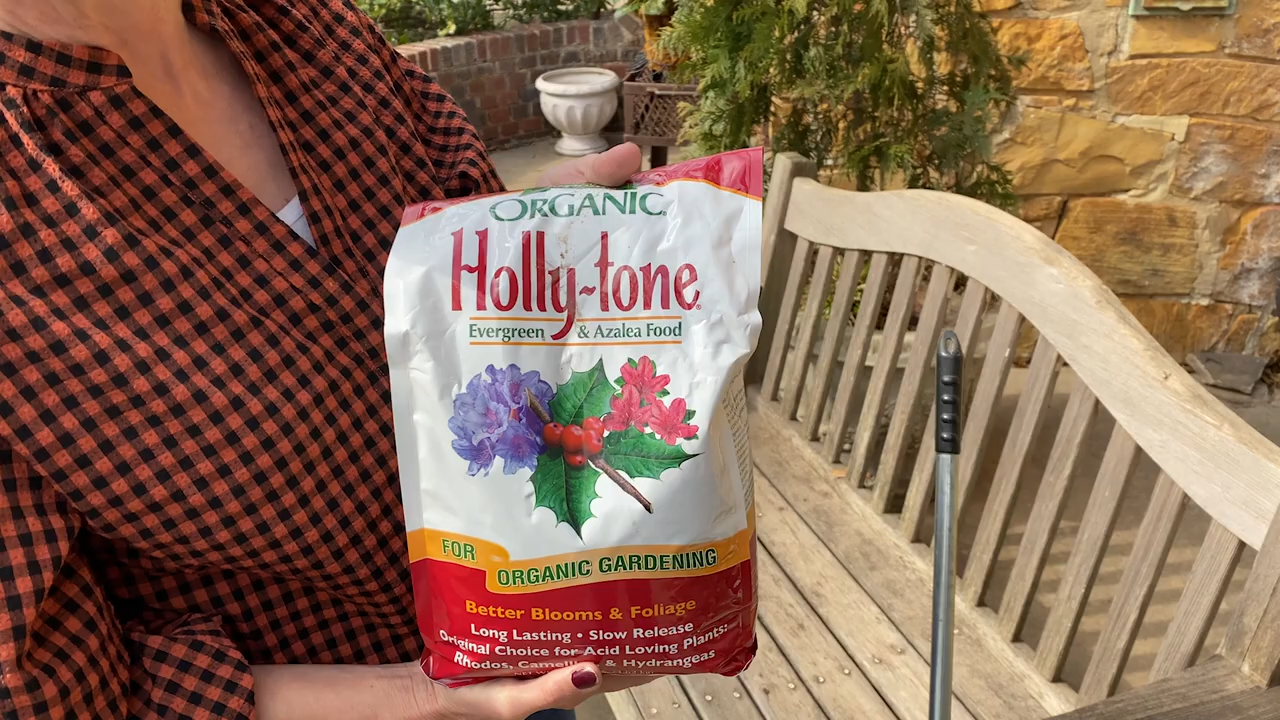 ORGANIC
Holly-tone®
Evergreen & Azalea Food
FOR
ORGANIC GARDENING
Better Blooms & Foliage
Long Lasting • Slow Release
Original Choice for Acid Loving Plants:
Rhodos, Camellias & Hydrangeas